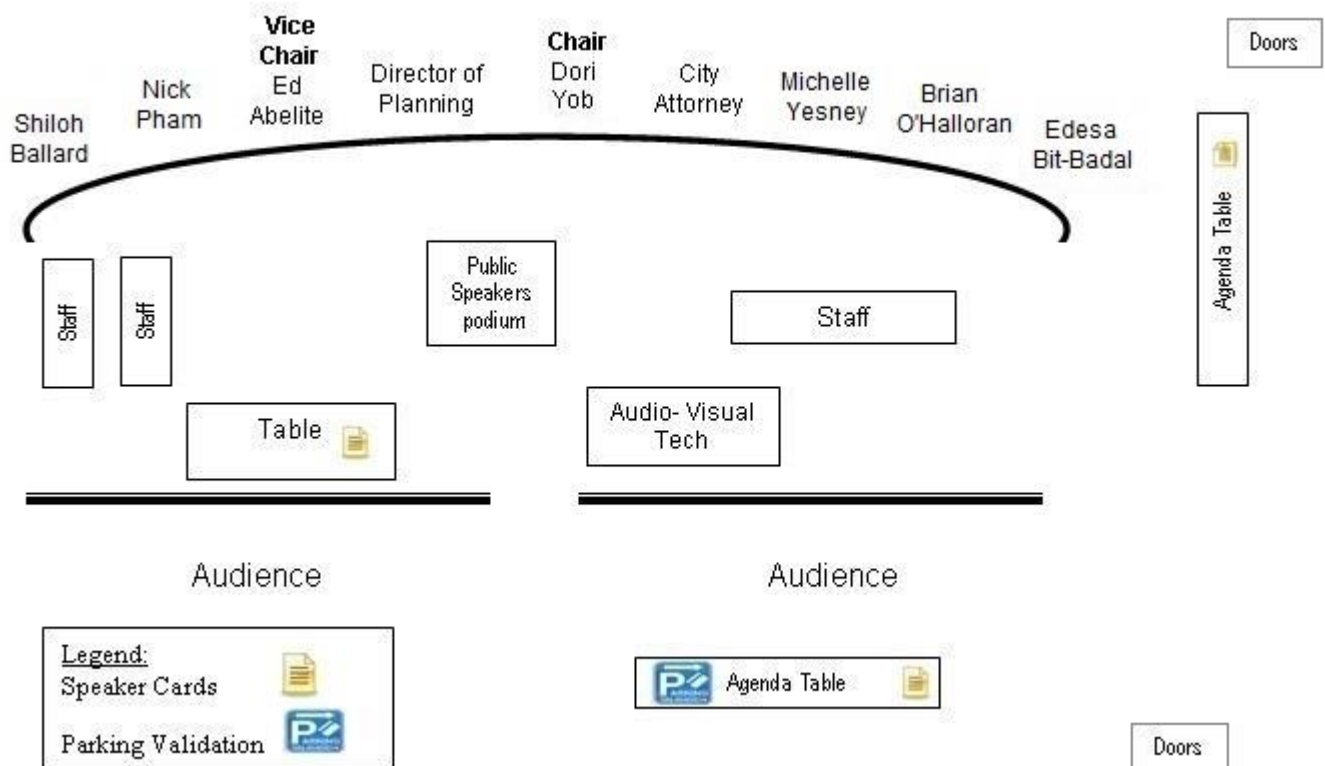 Vice
Chair
Ed
Abelite
Chair
Dori
Yob
Doors
Nick
Pham
Director of
Planning
City
Attorney
Michelle
Yesney
Brian
O'Halloran
Shiloh
Ballard
Edesa
Bit-Badal
Agenda Table
Staff
Staff
Public
Speakers
podium
Staff
Table
Audio- Visual
Tech
Audience
Audience
Legend:
Speaker Cards
Parking Validation
P
Agenda Table
P
Doors